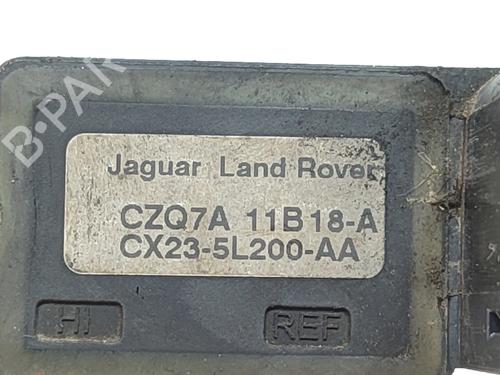 B-PAR
Jaguar Land Rover
CZQ7A 11B18-A
CX23-5L200-AA
HI
REF